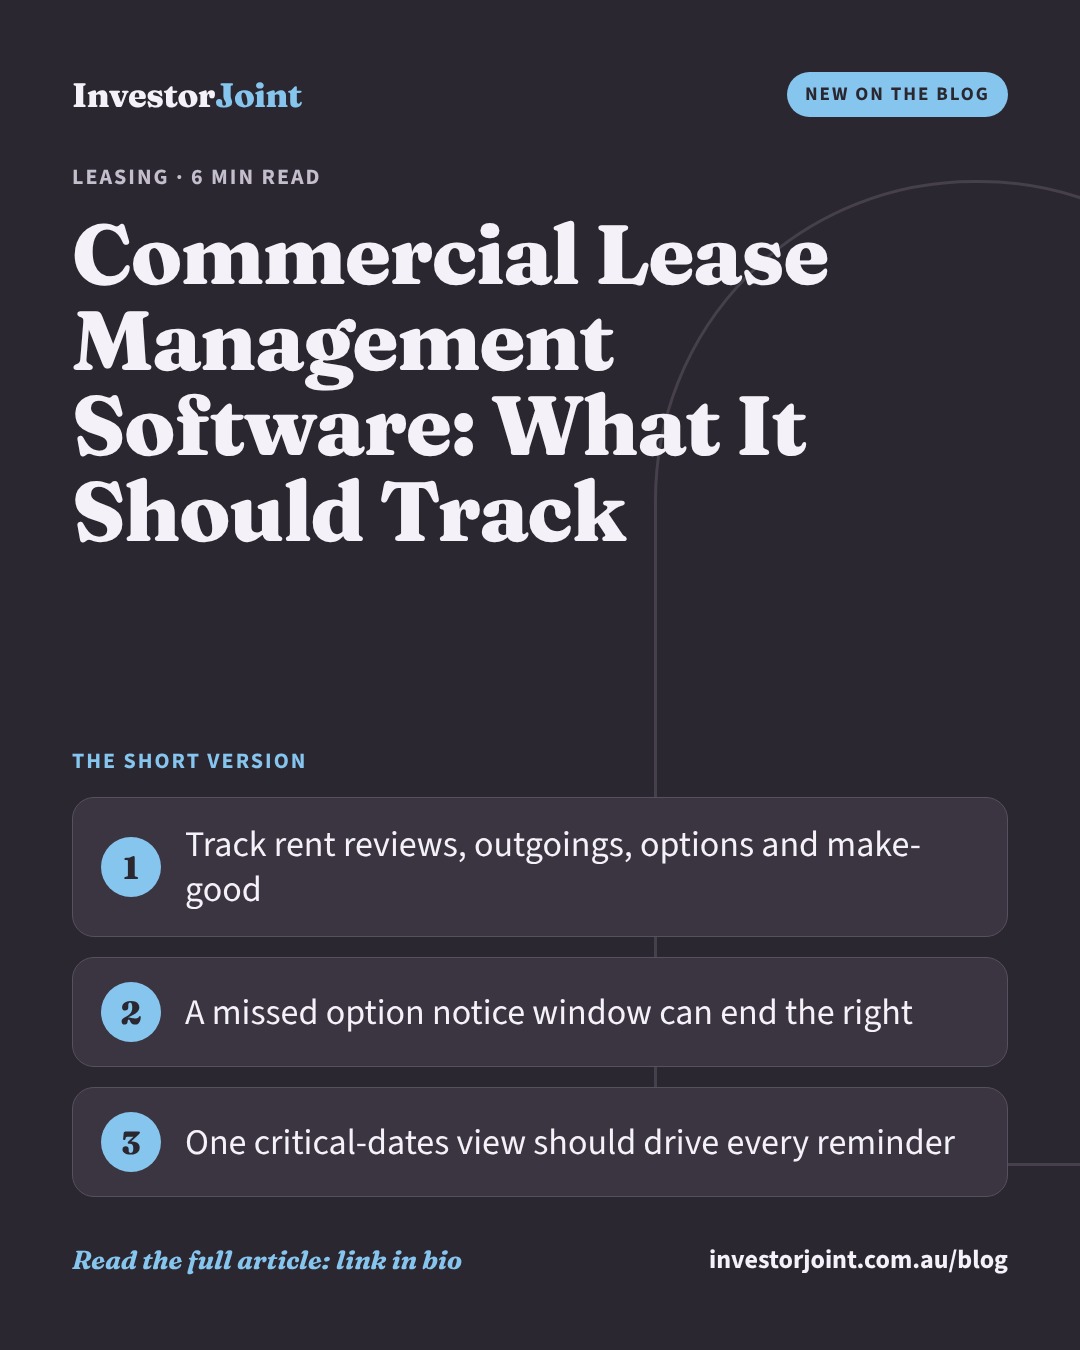 InvestorJoint
NEW ON THE BLOG
LEASING · 6 MIN READ
Commercial Lease
Management
Software: What It
Should Track
THE SHORT VERSION
1
Track rent reviews, outgoings, options and make-
good
2
A missed option notice window can end the right
3
One critical-dates view should drive every reminder
Read the full article: link in bio
investorjoint.com.au/blog